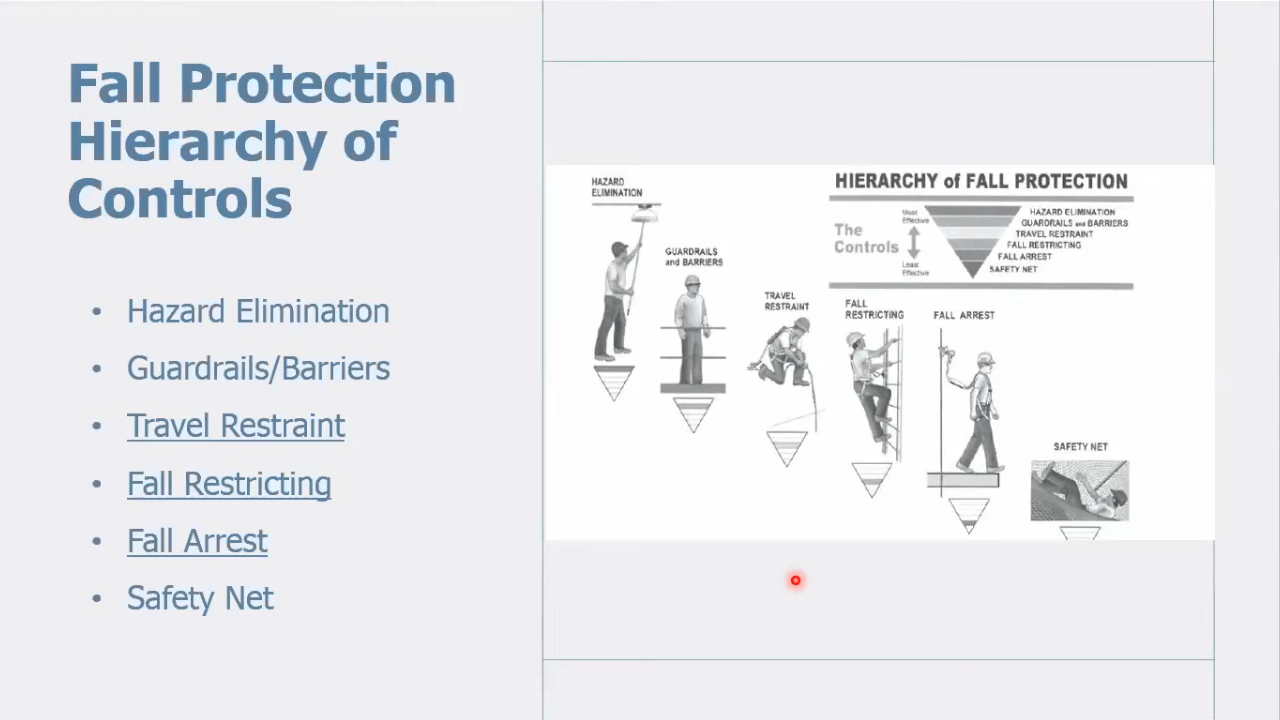 Fall Protection
Hierarchy of
Controls
• Hazard Elimination
• Guardrails/Barriers
• Travel Restraint
• Fall Restricting
• Fall Arrest
• Safety Net
HAZARD
ELIMINATION
GUARDRAILS
and BARRIERS
TRAVEL
RESTRAINT
HIERARCHY of FALL PROTECTION
The
Controls
Most
Effective
Least
Effective
HAZARD ELIMINATION
GUARDRAILS and BARRIERS
TRAVEL RESTRAINT
FALL RESTRICTING
FALL ARREST
SAFETY NET
FALL
RESTRICTING
FALL ARREST
SAFETY NET